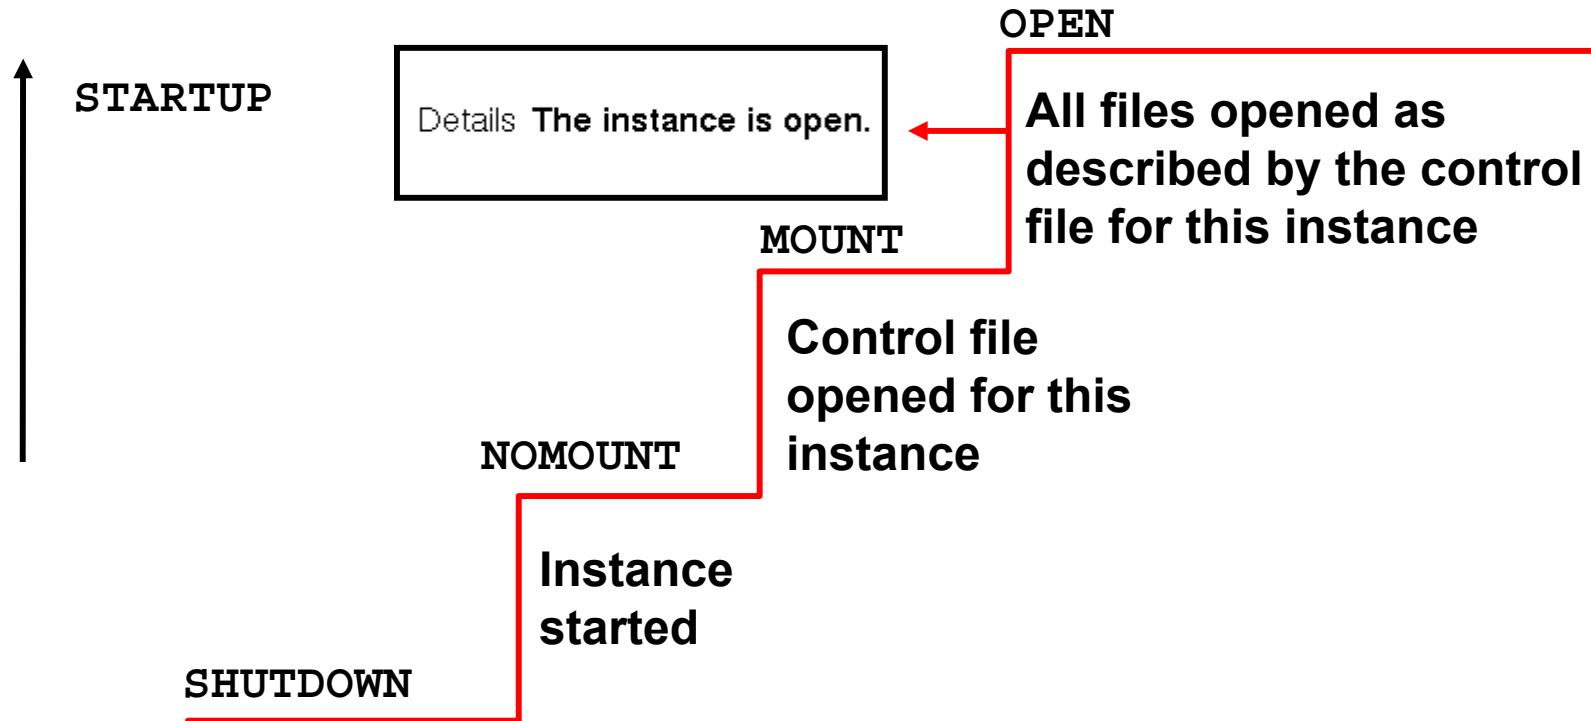 OPEN
STARTUP
Details The instance is open.
All files opened as
described by the control
file for this instance
MOUNT
Control file
opened for this
instance
NOMOUNT
Instance
started
SHUTDOWN